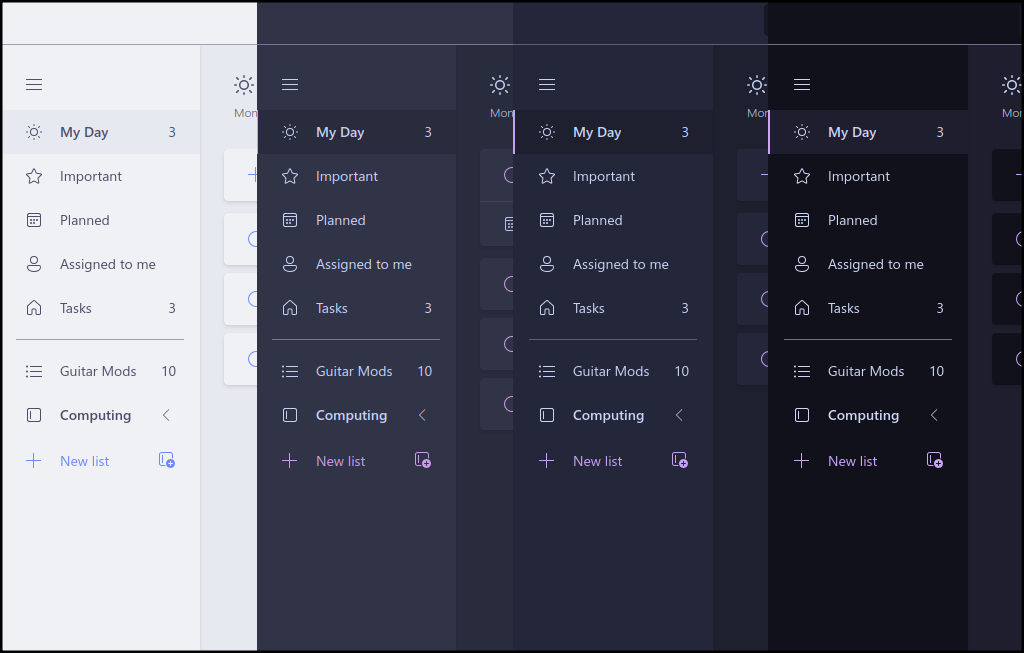 Mon
My Day 3
Important
Planned
Assigned to me
Tasks 3
Guitar Mods 10
Computing
New list
Mon
My Day 3
Important
Planned
Assigned to me
Tasks 3
Guitar Mods 10
Computing
New list
Mon
My Day 3
Important
Planned
Assigned to me
Tasks 3
Guitar Mods 10
Computing
New list
Mon
My Day 3
Important
Planned
Assigned to me
Tasks 3
Guitar Mods 10
Computing
New list